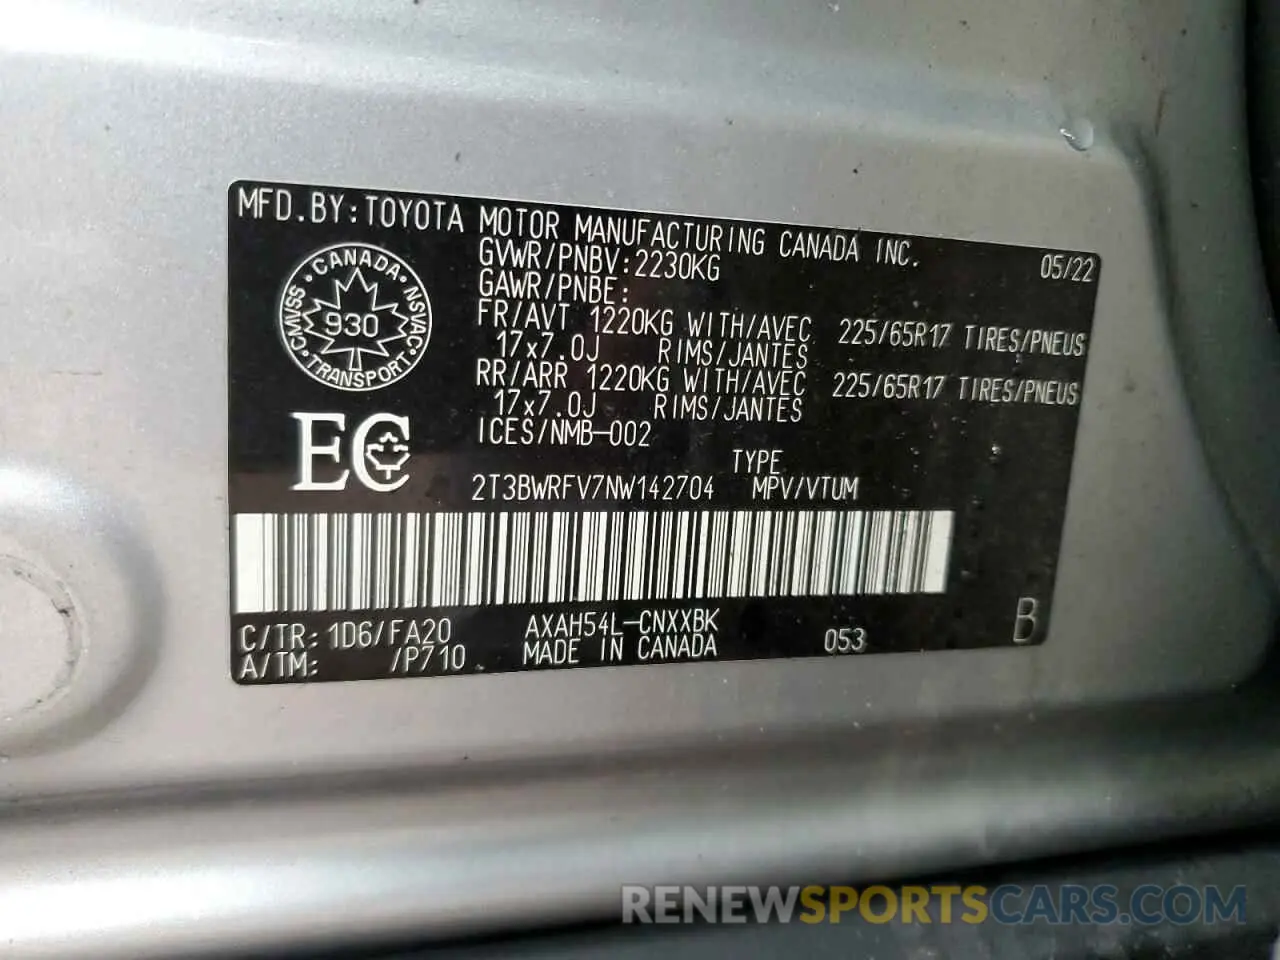 MFD.BY:TOYOTA MOTOR MANUFACTURING CANADA INC.
05/22
GVWR/PNBV:2230KG
GAWR/PNBE:
FR/AVT 1220KG WITH/AVEC 225/65R17 TIRES/PNEUS
17x7.0J RIMS/JANTES
RR/ARR 1220KG WITH/AVEC 225/65R17 TIRES/PNEUS
17x7.0J RIMS/JANTES
ICES/NMB-002
CANADA
NSVAC
TRANSPORT
CMVSS
930
EC
TYPE
2T3BWRFV7NW142704 MPV/VTUM
C/TR: 1D6/FA20 AXAH54L-CNXXBK
A/TM: /P710 MADE IN CANADA 053 B
RENEWSPORTSCARS.COM